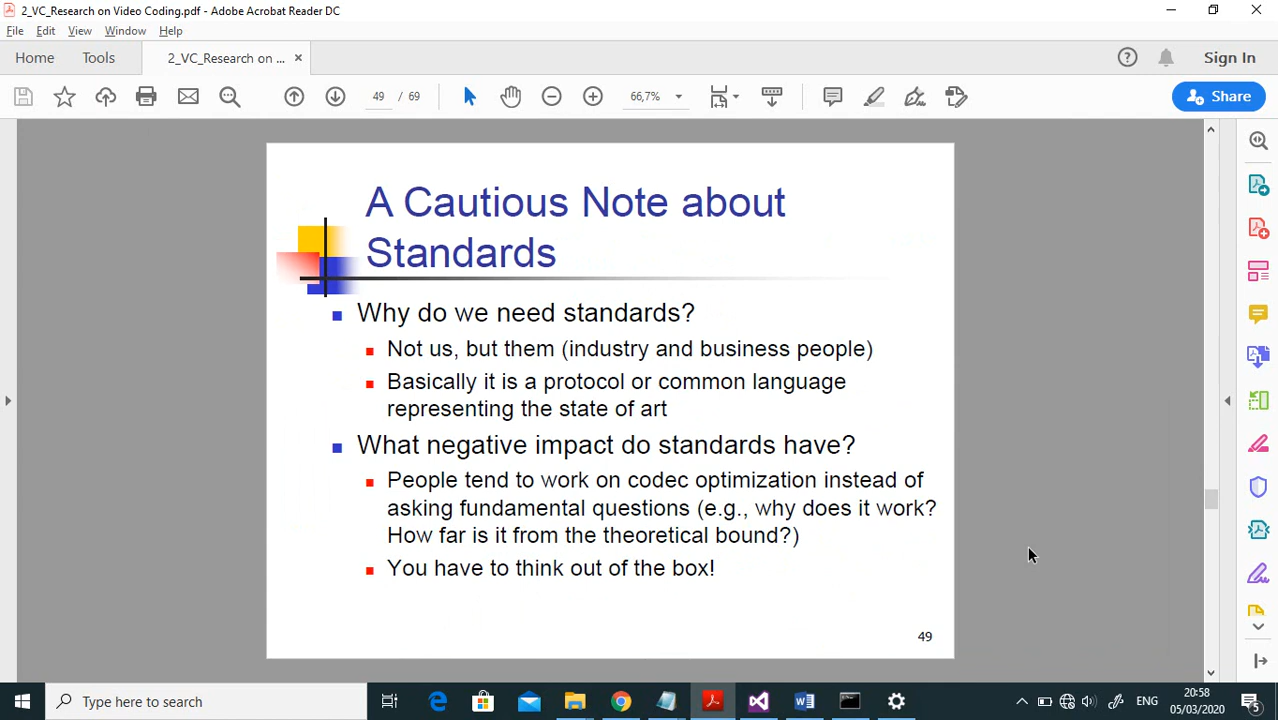 2_VC_Research on Video Coding.pdf - Adobe Acrobat Reader DC
File Edit View Window Help
Home Tools 2_VC_Research on ... Sign In
49 / 69 66,7% Share
A Cautious Note about
Standards
Why do we need standards?
Not us, but them (industry and business people)
Basically it is a protocol or common language
representing the state of art
What negative impact do standards have?
People tend to work on codec optimization instead of
asking fundamental questions (e.g., why does it work?
How far is it from the theoretical bound?)
You have to think out of the box!
49
Type here to search
ENG
20:58
05/03/2020
5